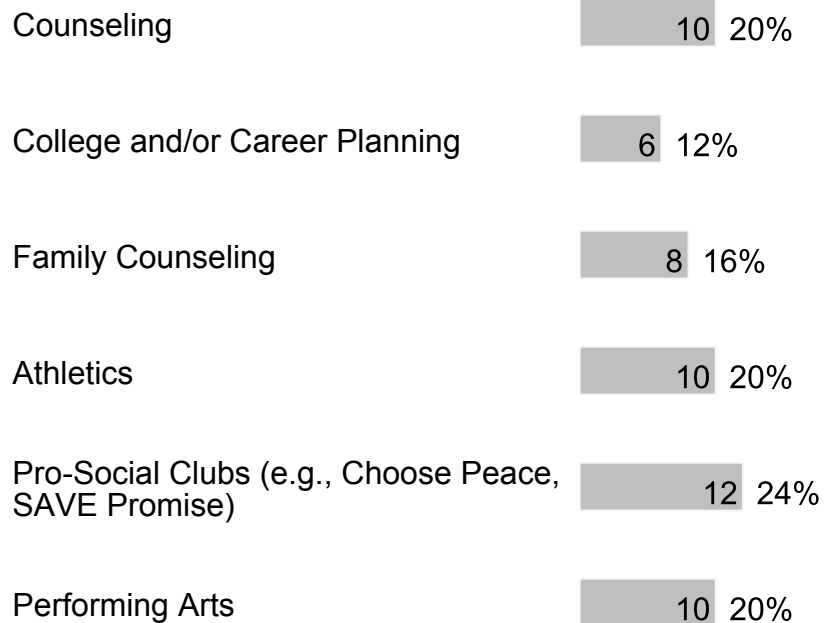 Counseling 10 20%
College and/or Career Planning 6 12%
Family Counseling 8 16%
Athletics 10 20%
Pro-Social Clubs (e.g., Choose Peace,
SAVE Promise) 12 24%
Performing Arts 10 20%